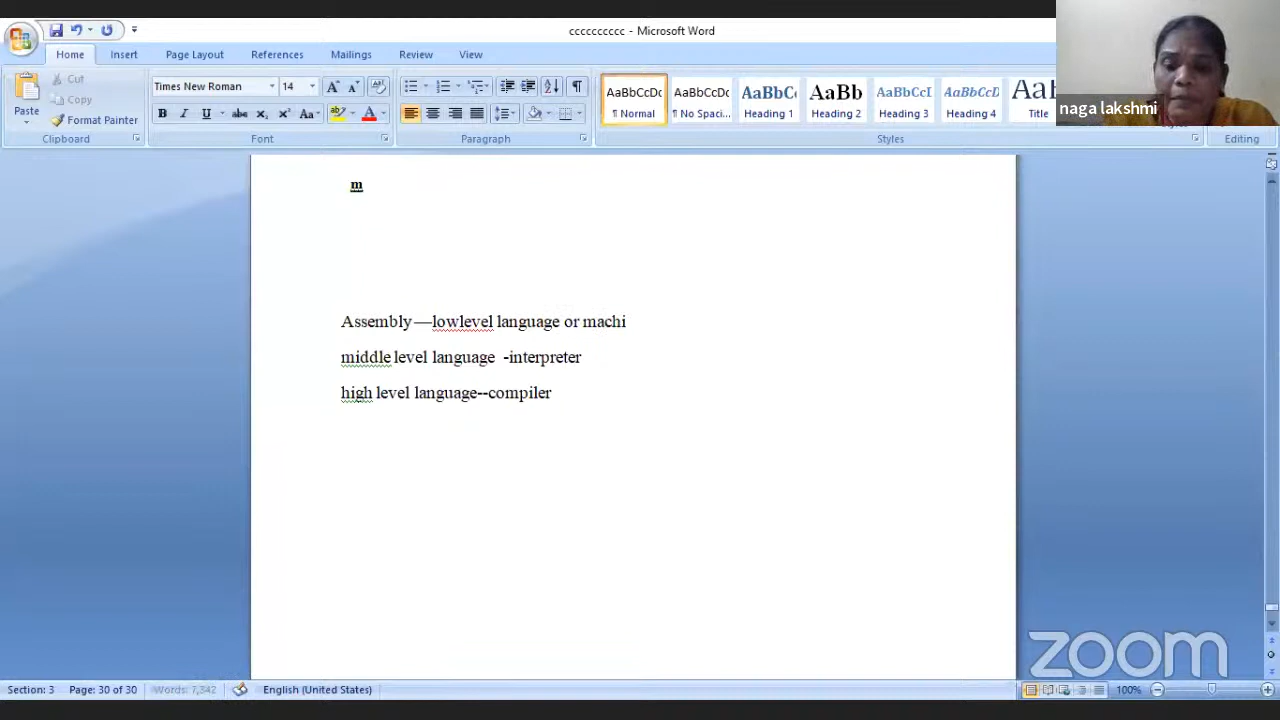 cccccccccc - Microsoft Word
Home Insert Page Layout References Mailings Review View
Paste
Cut
Copy
Format Painter
Clipboard
Times New Roman 14
Font
Paragraph
AaBbCcDc AaBbCcDc AaBbCc AaBb AaBbCcI AaBbCcD AaB
¶ Normal ¶ No Spaci... Heading 1 Heading 2 Heading 3 Heading 4 Title
Styles
Editing
naga lakshmi
m
Assembly—lowlevel language or machi
middle level language -interpreter
high level language--compiler
zoom
Section: 3 Page: 30 of 30 Words: 7,342 English (United States) 100%